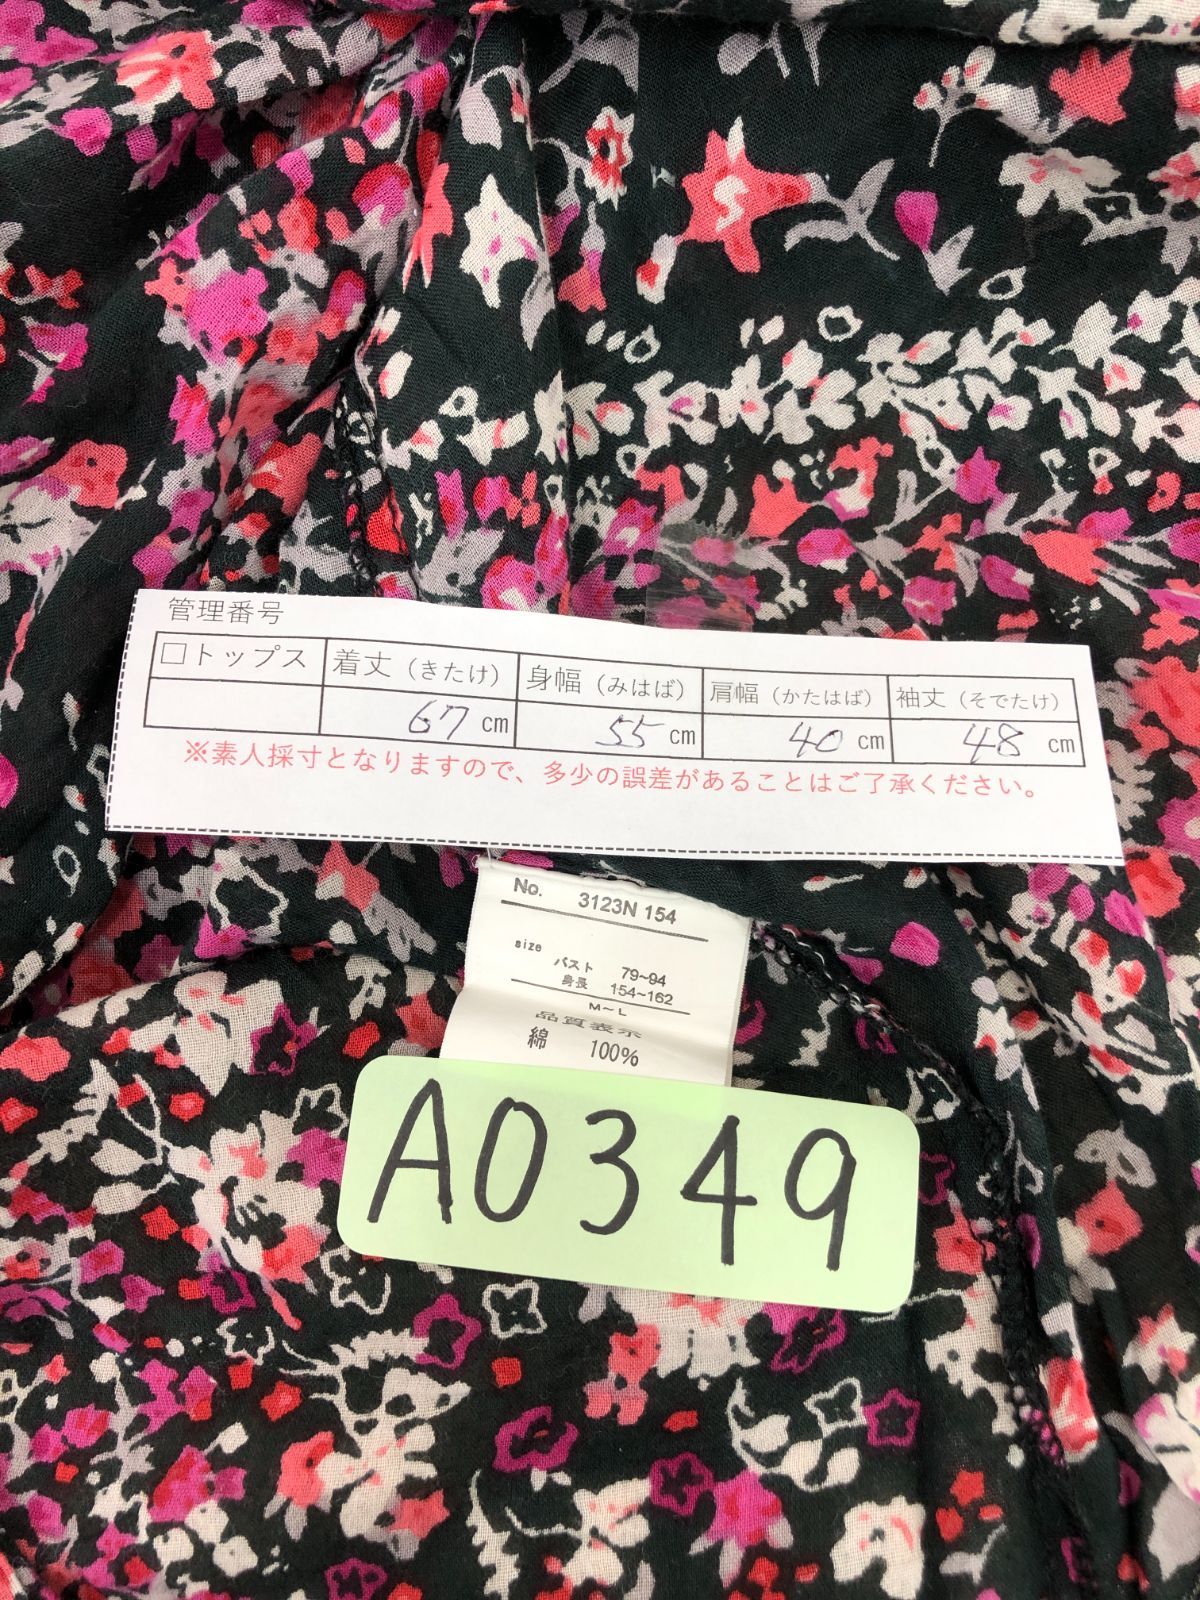 管理番号
□トップス 着丈（きたけ） 身幅（みはば） 肩幅（かたはば） 袖丈（そでたけ）
67 cm 55 cm 40 cm 48 cm
※素人採寸となりますので、多少の誤差があることはご了承ください。
No. 3123N 154
size
バスト 79~94
身長 154~162
M~L
品質表示
綿 100%
A0349